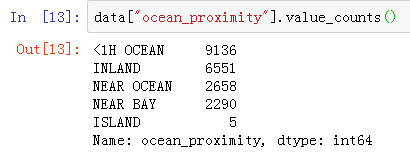 In [13]: data["ocean_proximity"].value_counts()
Out[13]: <1H OCEAN     9136
INLAND        6551
NEAR OCEAN    2658
NEAR BAY      2290
ISLAND           5
Name: ocean_proximity, dtype: int64